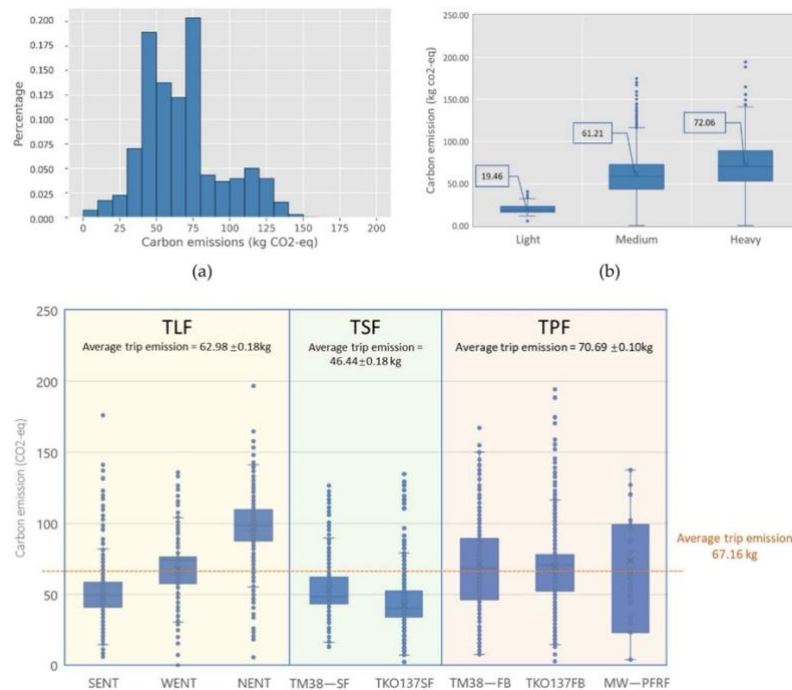 0.200
0.175
0.150
0.125
0.100
0.075
0.050
0.025
0.000
Percentage
0 25 50 75 100 125 150 175 200
Carbon emissions (kg CO2-eq)
(a)
250.00
200.00
150.00
100.00
50.00
0.00
Carbon emission (kg co2-eq)
19.46
61.21
72.06
Light Medium Heavy
(b)
250
200
150
100
50
0
Carbon emission (CO2-eq)
TLF
Average trip emission = 62.98 ±0.18kg
TSF
Average trip emission =
46.44±0.18 kg
TPF
Average trip emission = 70.69 ±0.10kg
Average trip emission
67.16 kg
SENT WENT NENT TM38—SF TKO137SF TM38—FB TKO137FB MW—PFRF